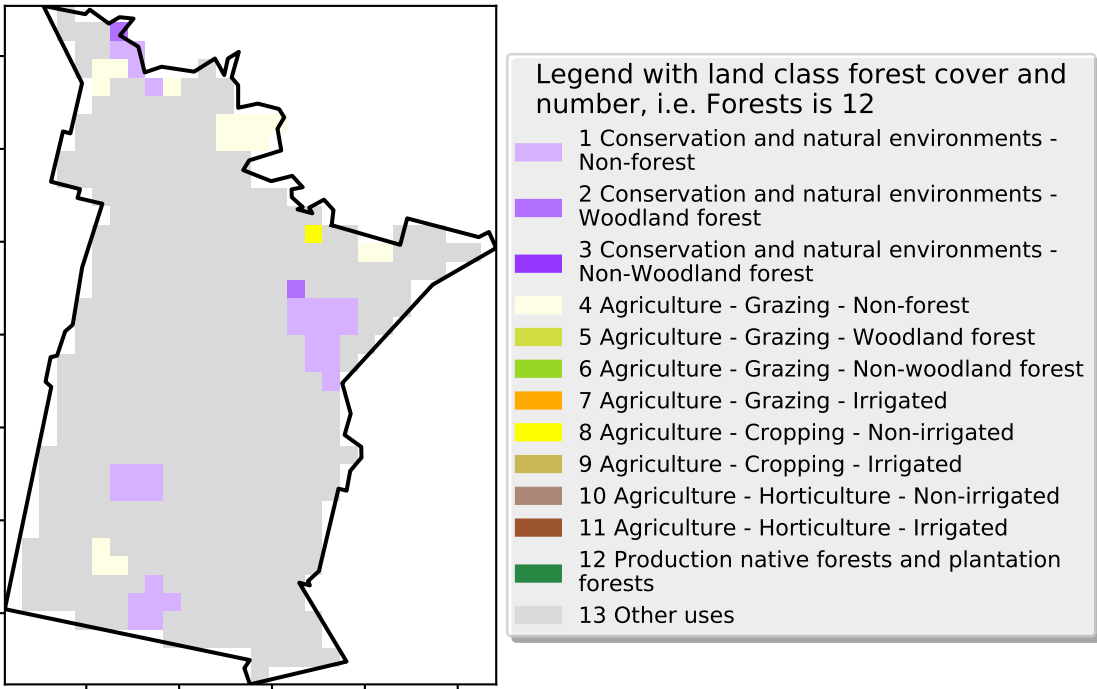 Legend with land class forest cover and
number, i.e. Forests is 12
1 Conservation and natural environments -
Non-forest
2 Conservation and natural environments -
Woodland forest
3 Conservation and natural environments -
Non-Woodland forest
4 Agriculture - Grazing - Non-forest
5 Agriculture - Grazing - Woodland forest
6 Agriculture - Grazing - Non-woodland forest
7 Agriculture - Grazing - Irrigated
8 Agriculture - Cropping - Non-irrigated
9 Agriculture - Cropping - Irrigated
10 Agriculture - Horticulture - Non-irrigated
11 Agriculture - Horticulture - Irrigated
12 Production native forests and plantation
forests
13 Other uses